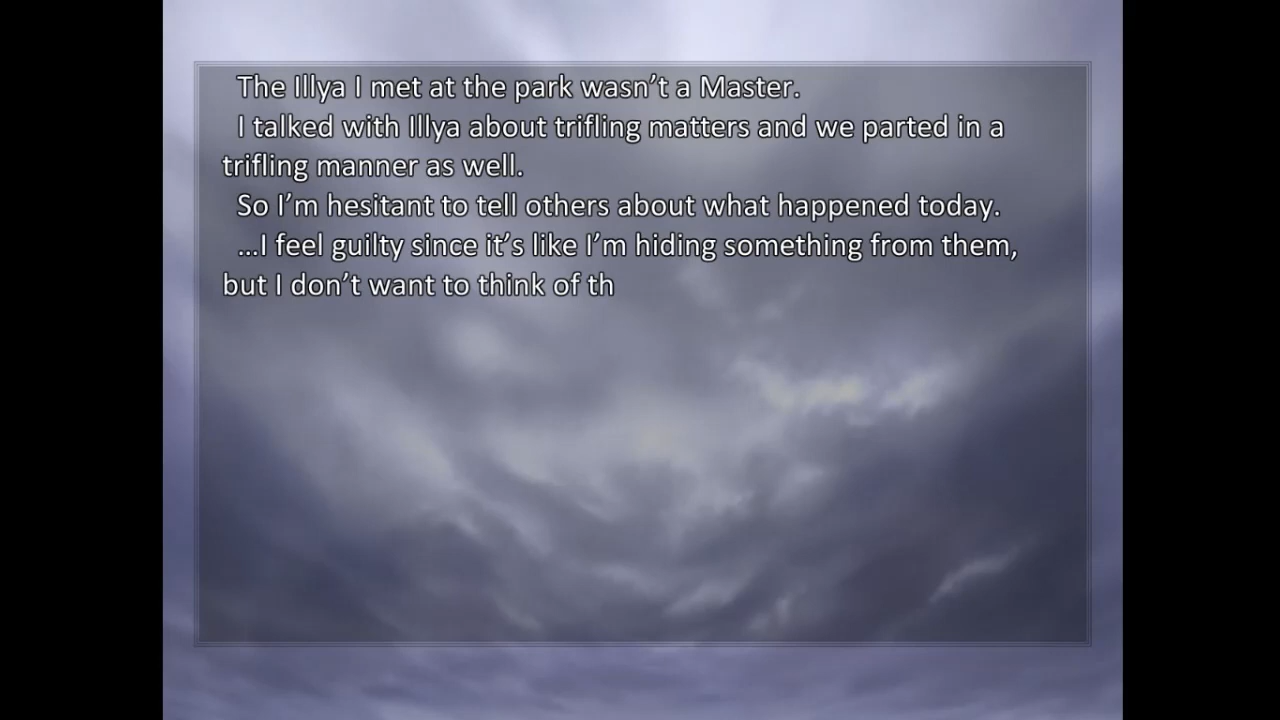 The Illya I met at the park wasn’t a Master.
I talked with Illya about trifling matters and we parted in a
trifling manner as well.
So I’m hesitant to tell others about what happened today.
…I feel guilty since it’s like I’m hiding something from them,
but I don’t want to think of th